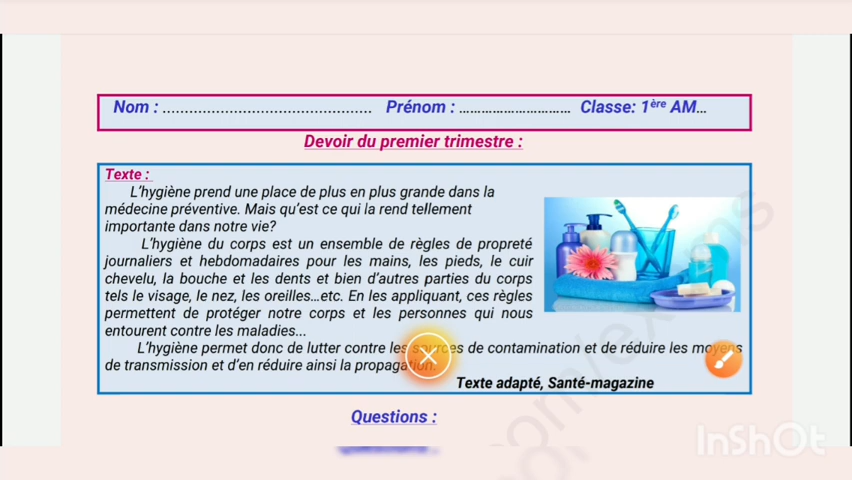 Nom : ............................................... Prénom : .............................. Classe: 1ère AM...
Devoir du premier trimestre :
Texte :
L'hygiène prend une place de plus en plus grande dans la
médecine préventive. Mais qu'est ce qui la rend tellement
importante dans notre vie?
L'hygiène du corps est un ensemble de règles de propreté
journaliers et hebdomadaires pour les mains, les pieds, le cuir
chevelu, la bouche et les dents et bien d'autres parties du corps
tels le visage, le nez, les oreilles...etc. En les appliquant, ces règles
permettent de protéger notre corps et les personnes qui nous
entourent contre les maladies...
L'hygiène permet donc de lutter contre les sources de contamination et de réduire les moyens
de transmission et d'en réduire ainsi la propagation.
Texte adapté, Santé-magazine
Questions :
InShOt